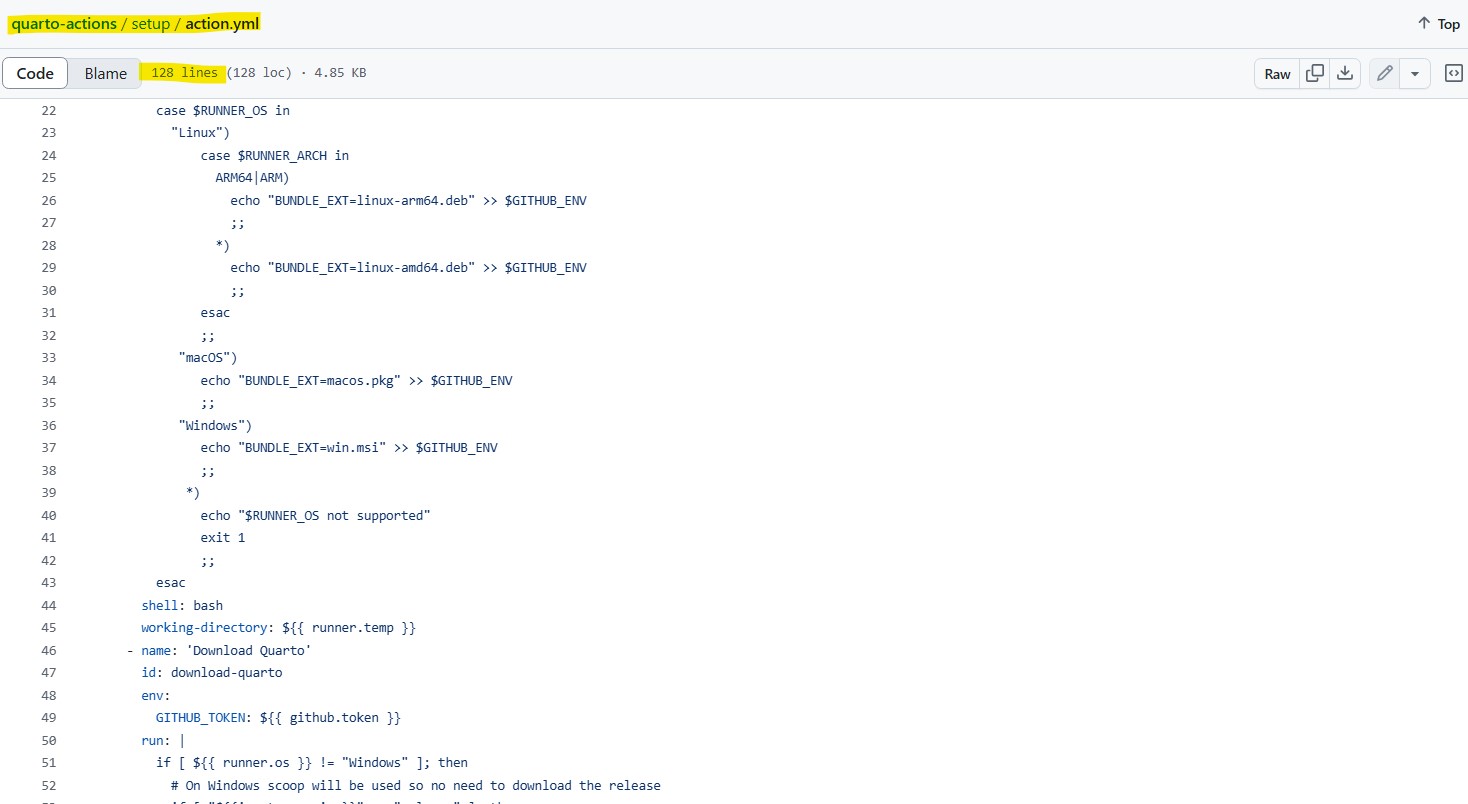 quarto-actions / setup / action.yml
↑ Top
Code Blame 128 lines (128 loc) · 4.85 KB
Raw
22 case $RUNNER_OS in
23 "Linux")
24 case $RUNNER_ARCH in
25 ARM64|ARM)
26 echo "BUNDLE_EXT=linux-arm64.deb" >> $GITHUB_ENV
27 ;;
28 *)
29 echo "BUNDLE_EXT=linux-amd64.deb" >> $GITHUB_ENV
30 ;;
31 esac
32 ;;
33 "macOS")
34 echo "BUNDLE_EXT=macos.pkg" >> $GITHUB_ENV
35 ;;
36 "Windows")
37 echo "BUNDLE_EXT=win.msi" >> $GITHUB_ENV
38 ;;
39 *)
40 echo "$RUNNER_OS not supported"
41 exit 1
42 ;;
43 esac
44 shell: bash
45 working-directory: ${{ runner.temp }}
46 - name: 'Download Quarto'
47 id: download-quarto
48 env:
49 GITHUB_TOKEN: ${{ github.token }}
50 run: |
51 if [ ${{ runner.os }} != "Windows" ]; then
52 # On Windows scoop will be used so no need to download the release